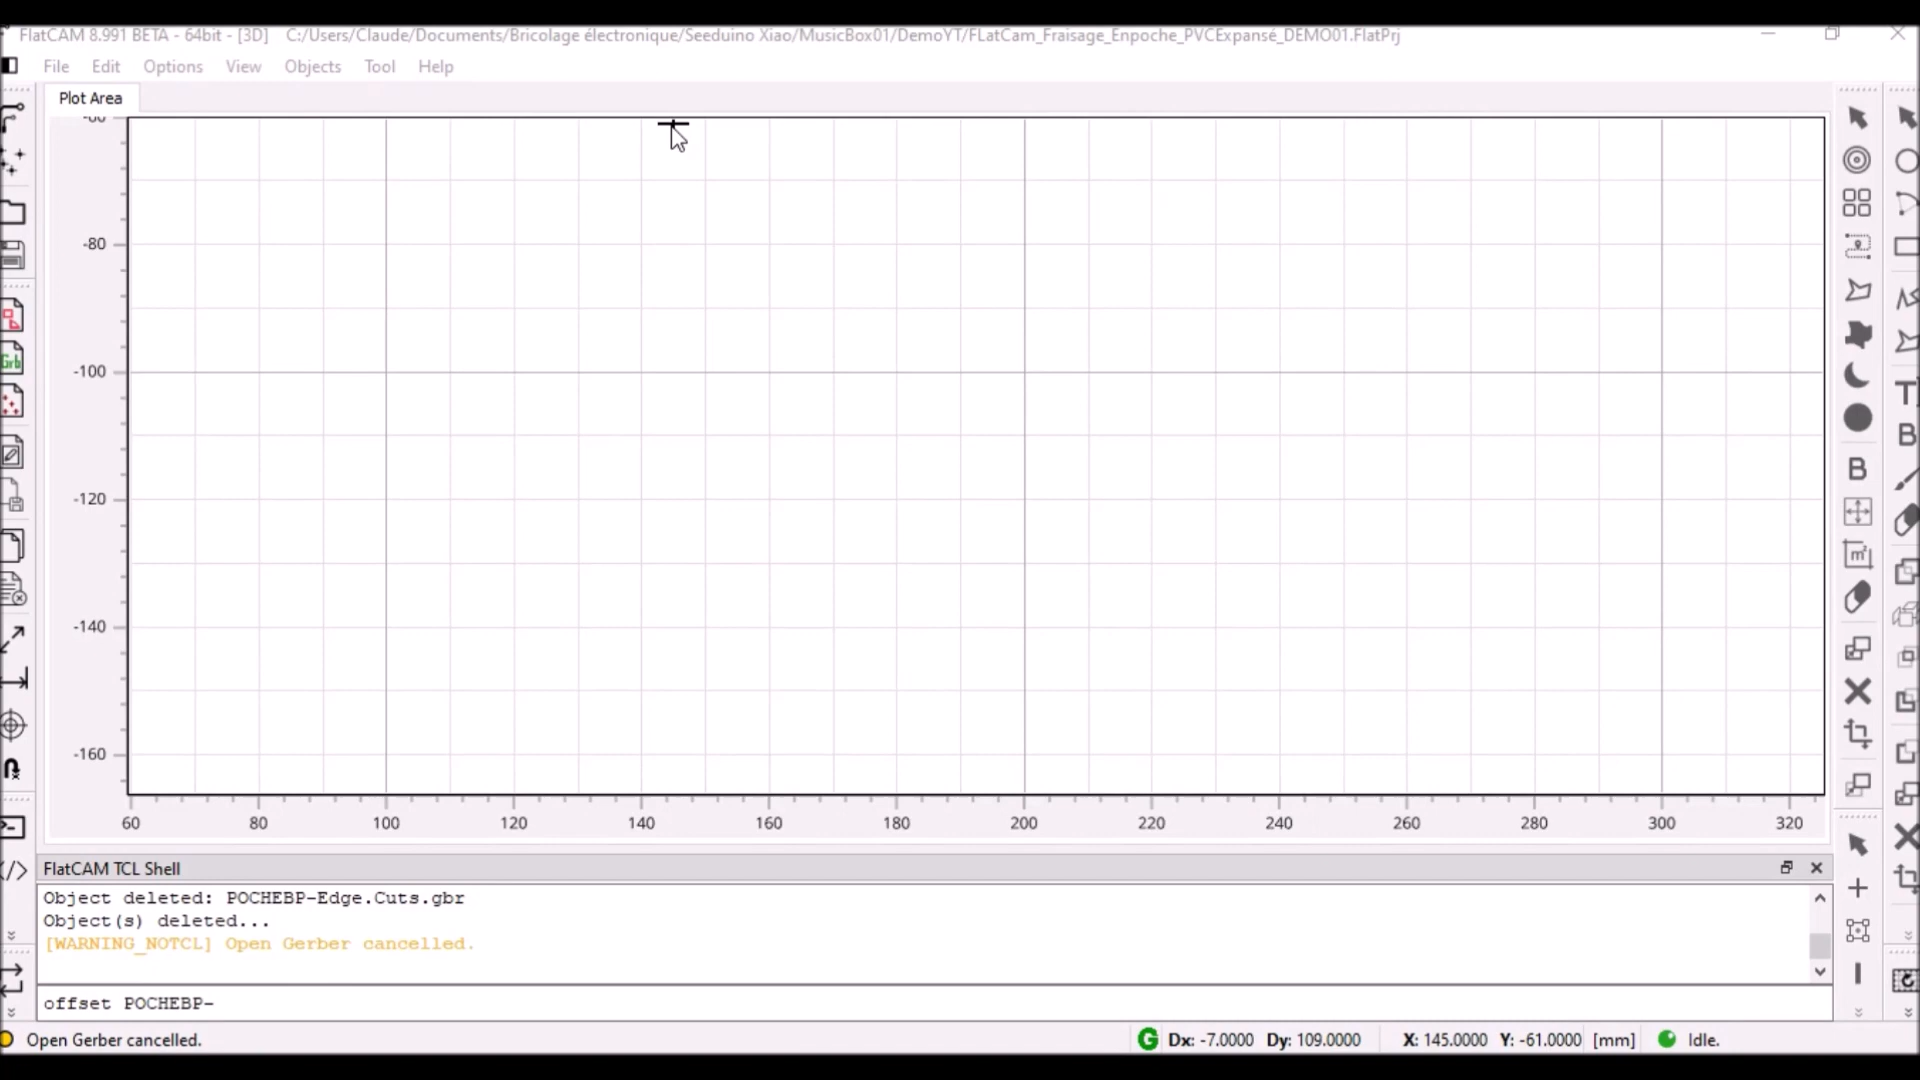 FlatCAM 8.991 BETA - 64bit - [3D] C:/Users/Claude/Documents/Bricolage électronique/Seeduino Xiao/MusicBox01/DemoYT/FLatCam_Fraisage_Enpoche_PVCExpansé_DEMO01.FlatPrj
File Edit Options View Objects Tool Help
Plot Area
-60
-80
-100
-120
-140
-160
60 80 100 120 140 160 180 200 220 240 260 280 300 320
Grb
T
B
B
m²
FlatCAM TCL Shell
Object deleted: POCHEBP-Edge.Cuts.gbr
Object(s) deleted...
[WARNING_NOTCL] Open Gerber cancelled.
offset POCHEBP-
Open Gerber cancelled. G Dx: -7.0000 Dy: 109.0000 X: 145.0000 Y: -61.0000 [mm] Idle.